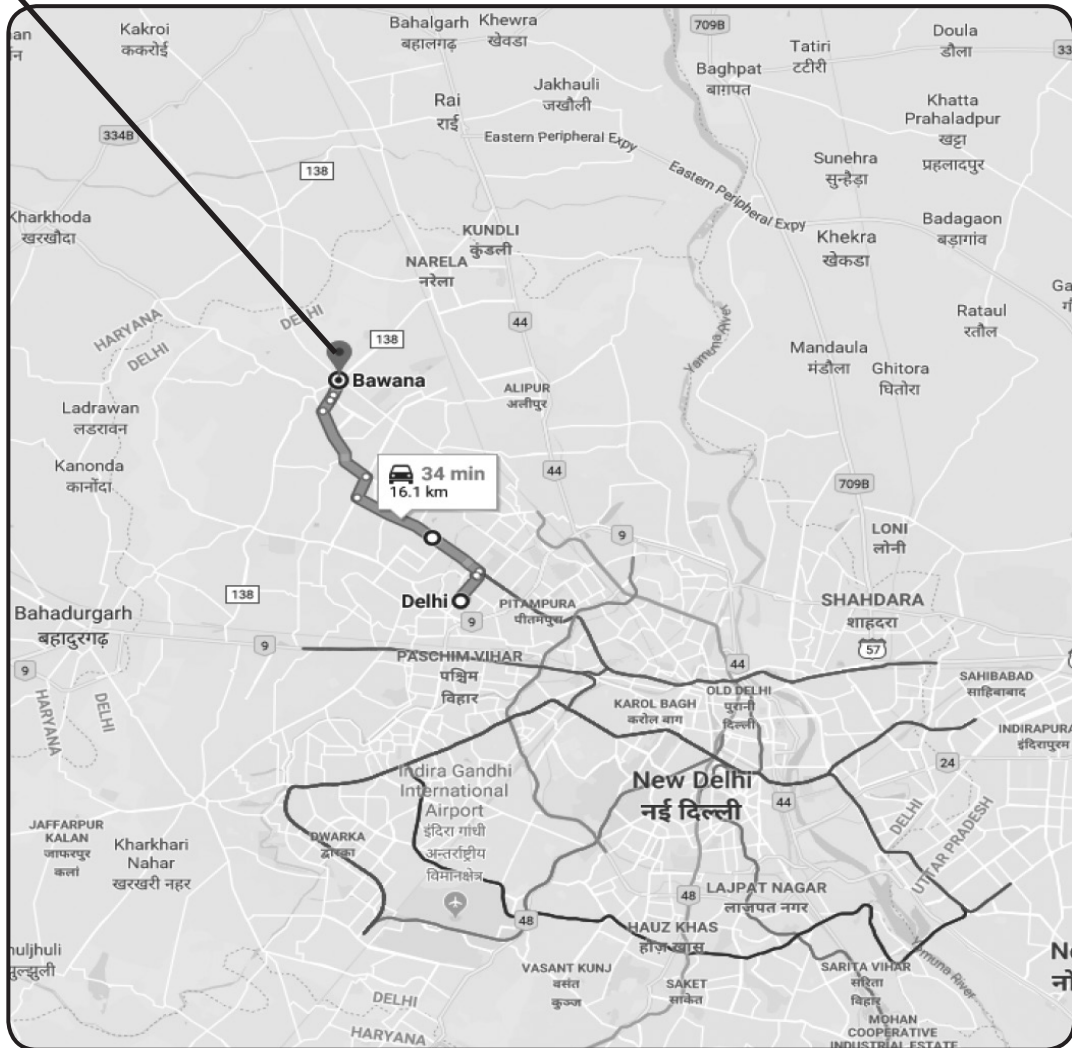 Kakroi
ककरोई
Bahalgarh
बहालगढ़
Khewra
खेवडा
709B
Tatiri
टटीरी
Doula
डौला
Baghpat
बाग़पत
Jakhauli
जखौली
Rai
राई
Khatta
Prahaladpur
खट्टा
प्रहलादपुर
334B
Eastern Peripheral Expy
Eastern Peripheral Expy
138
Sunehra
सुन्हैड़ा
Kharkhoda
खरखौदा
KUNDLI
कुंडली
Badagaon
बड़ागांव
Khekra
खेकडा
NARELA
नरेला
HARYANA
DELHI
DELHI
44
138
Yamuna River
Rataul
रतौल
Mandaula
मंडौला
Ghitora
घितोरा
Bawana
ALIPUR
अलीपुर
Ladrawan
लडरावन
Kanonda
कानोंदा
34 min
16.1 km
44
709B
LONI
लोनी
9
138
Delhi
9
PITAMPURA
पीतमपुरा
SHAHDARA
शाहदरा
Bahadurgarh
बहादुरगढ़
9
9
57
PASCHIM VIHAR
पश्चिम
विहार
44
SAHIBABAD
साहिबाबाद
HARYANA
DELHI
KAROL BAGH
करोल बाग
OLD DELHI
पुरानी
दिल्ली
INDIRAPURA
इंदिरापुरम
24
Indira Gandhi
International
Airport
इंदिरा गांधी
अन्तर्राष्ट्रीय
विमानक्षेत्र
New Delhi
नई दिल्ली
44
DELHI
UTTAR PRADESH
JAFFARPUR
KALAN
जाफरपुर
कलां
Kharkhari
Nahar
खरखरी नहर
DWARKA
द्वारका
48
LAJPAT NAGAR
लाजपत नगर
48
HAUZ KHAS
हौज़ खास
VASANT KUNJ
वसंत
कुञ्ज
SAKET
साकेत
SARITA VIHAR
सरिता
विहार
Yamuna River
DELHI
HARYANA
MOHAN
COOPERATIVE
INDUSTRIAL ESTATE